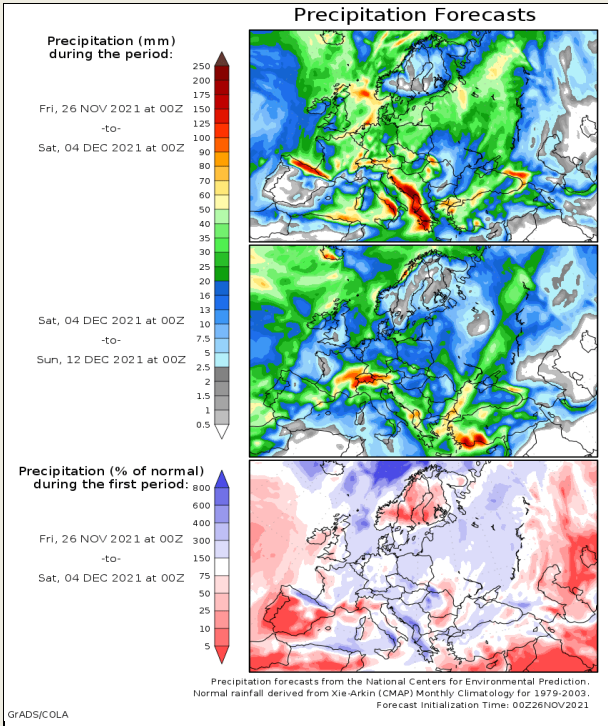 Precipitation Forecasts
Precipitation (mm)
during the period:
Fri, 26 NOV 2021 at 00Z
-to-
Sat, 04 DEC 2021 at 00Z
250
200
175
150
125
100
90
80
70
60
50
40
35
30
25
20
16
13
10
7.5
5
2.5
2
1.5
1
0.5
Sat, 04 DEC 2021 at 00Z
-to-
Sun, 12 DEC 2021 at 00Z
Precipitation (% of normal)
during the first period:
Fri, 26 NOV 2021 at 00Z
-to-
Sat, 04 DEC 2021 at 00Z
800
600
400
300
150
75
50
25
10
5
Precipitation forecasts from the National Centers for Environmental Prediction.
Normal rainfall derived from Xie-Arkin (CMAP) Monthly Climatology for 1979-2003.
Forecast Initialization Time: 00Z26NOV2021
GrADS/COLA